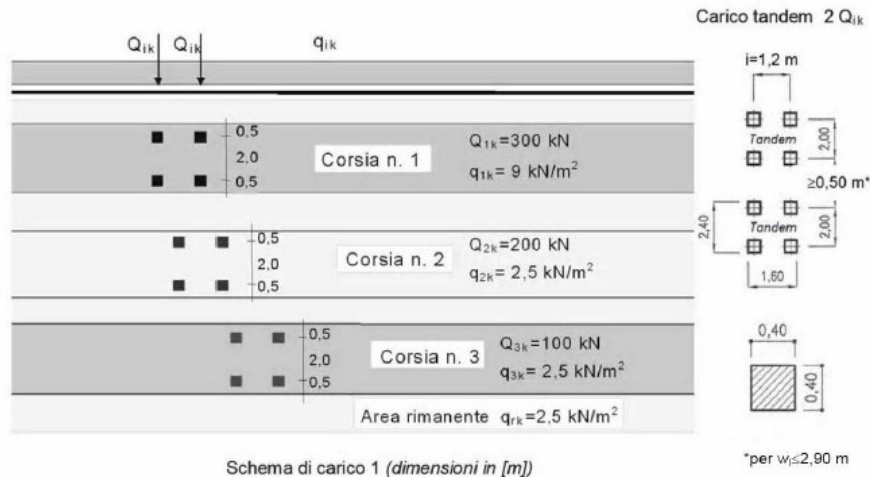 Carico tandem 2 Qik
Qik Qik qik
i=1,2 m
Tandem
2,00
≥0,50 m*
Tandem
2,40
2,00
1,60
0,5
2,0
0,5
Corsia n. 1
Q1k=300 kN
q1k= 9 kN/m²
0,5
2,0
0,5
Corsia n. 2
Q2k=200 kN
q2k= 2,5 kN/m²
0,5
2,0
0,5
Corsia n. 3
Q3k=100 kN
q3k= 2,5 kN/m²
0,40
0,40
Area rimanente qrk=2,5 kN/m²
*per wl≤2,90 m
Schema di carico 1 (dimensioni in [m])